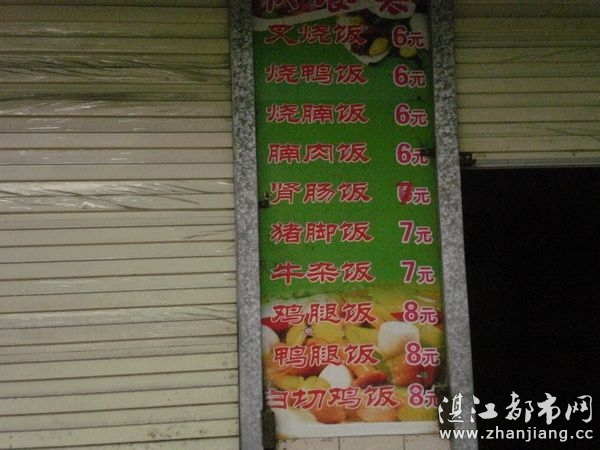 叉烧饭 6元
烧鸭饭 6元
烧腩饭 6元
腩肉饭 6元
肾肠饭 7元
猪脚饭 7元
牛杂饭 7元
鸡腿饭 8元
鸭腿饭 8元
白切鸡饭 8元
湛江都市网
www.zhanjiang.cc